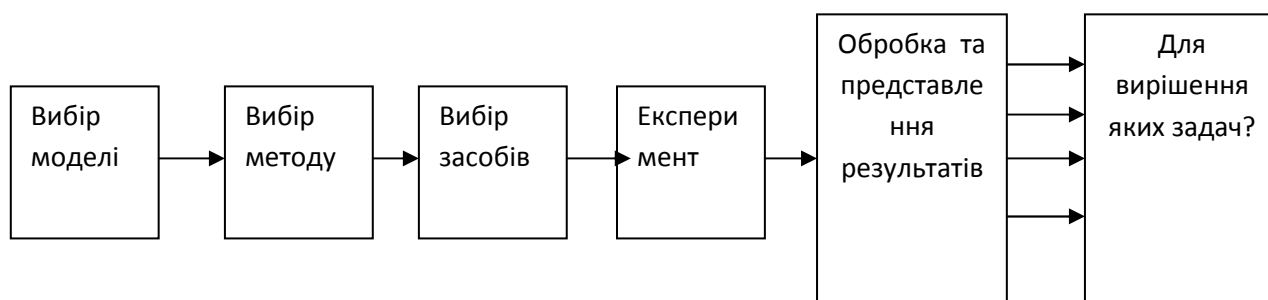 Вибір
моделі
Вибір
методу
Вибір
засобів
Експери
мент
Обробка та
представле
ння
результатів
Для
вирішення
яких задач?